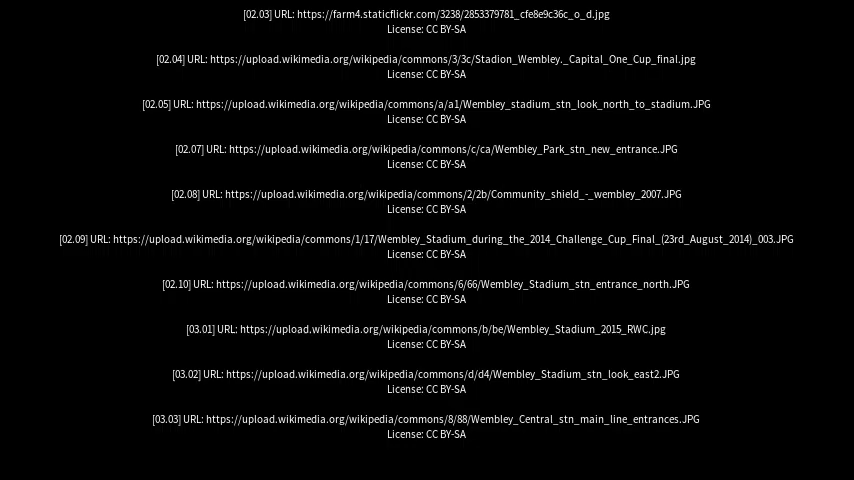 [02.03] URL: https://farm4.staticflickr.com/3238/2853379781_cfe8e9c36c_o_d.jpg
License: CC BY-SA
[02.04] URL: https://upload.wikimedia.org/wikipedia/commons/3/3c/Stadion_Wembley._Capital_One_Cup_final.jpg
License: CC BY-SA
[02.05] URL: https://upload.wikimedia.org/wikipedia/commons/a/a1/Wembley_stadium_stn_look_north_to_stadium.JPG
License: CC BY-SA
[02.07] URL: https://upload.wikimedia.org/wikipedia/commons/c/ca/Wembley_Park_stn_new_entrance.JPG
License: CC BY-SA
[02.08] URL: https://upload.wikimedia.org/wikipedia/commons/2/2b/Community_shield_-_wembley_2007.JPG
License: CC BY-SA
[02.09] URL: https://upload.wikimedia.org/wikipedia/commons/1/17/Wembley_Stadium_during_the_2014_Challenge_Cup_Final_(23rd_August_2014)_003.JPG
License: CC BY-SA
[02.10] URL: https://upload.wikimedia.org/wikipedia/commons/6/66/Wembley_Stadium_stn_entrance_north.JPG
License: CC BY-SA
[03.01] URL: https://upload.wikimedia.org/wikipedia/commons/b/be/Wembley_Stadium_2015_RWC.jpg
License: CC BY-SA
[03.02] URL: https://upload.wikimedia.org/wikipedia/commons/d/d4/Wembley_Stadium_stn_look_east2.JPG
License: CC BY-SA
[03.03] URL: https://upload.wikimedia.org/wikipedia/commons/8/88/Wembley_Central_stn_main_line_entrances.JPG
License: CC BY-SA